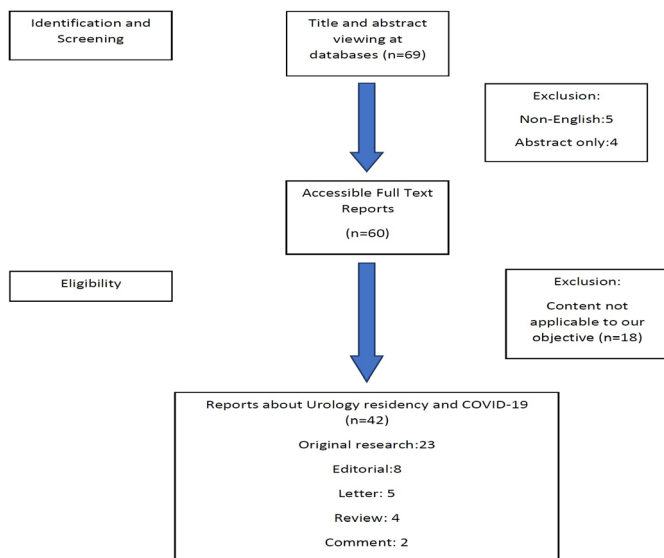 Identification and
Screening
Title and abstract
viewing at
databases (n=69)
Exclusion:
Non-English:5
Abstract only:4
Accessible Full Text
Reports
(n=60)
Eligibility
Exclusion:
Content not
applicable to our
objective (n=18)
Reports about Urology residency and COVID-19
(n=42)
Original research:23
Editorial:8
Letter: 5
Review: 4
Comment: 2